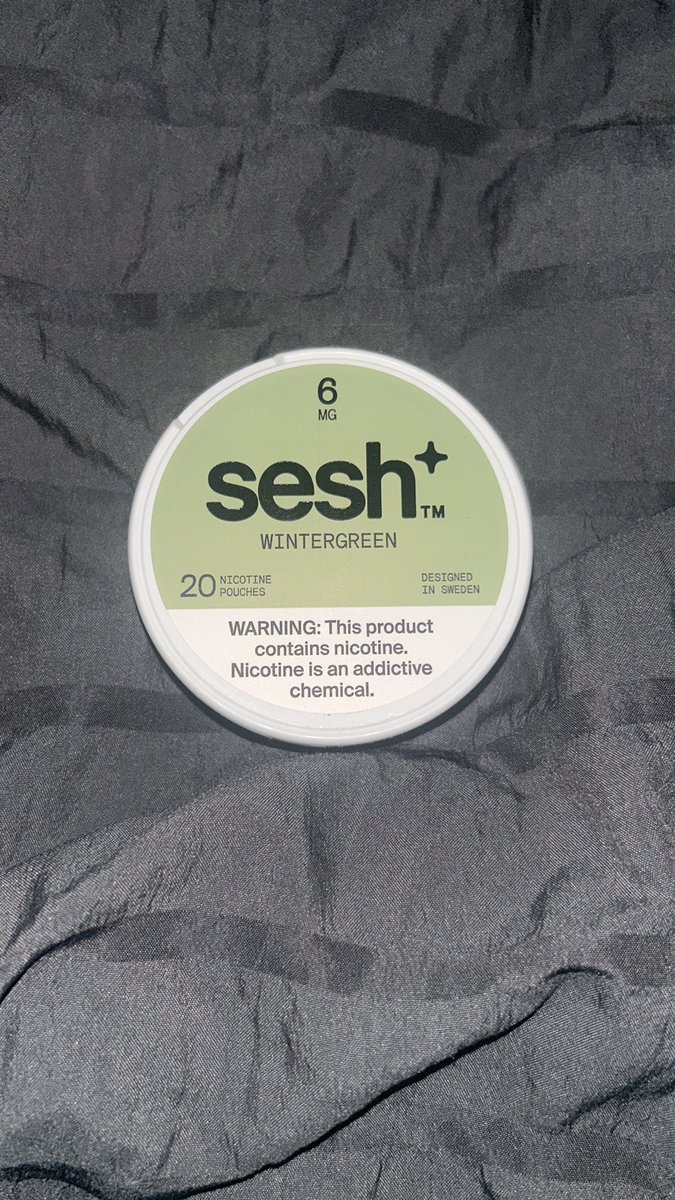 6
MG
sesh+™
WINTERGREEN
20 NICOTINE POUCHES
DESIGNED
IN SWEDEN
WARNING: This product
contains nicotine.
Nicotine is an addictive
chemical.